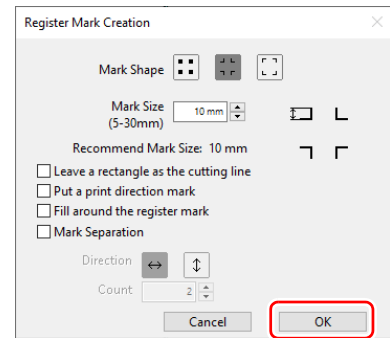 Register Mark Creation
Mark Shape
Mark Size
(5-30mm)
10 mm
Recommend Mark Size: 10 mm
Leave a rectangle as the cutting line
Put a print direction mark
Fill around the register mark
Mark Separation
Direction
Count
2
Cancel
OK